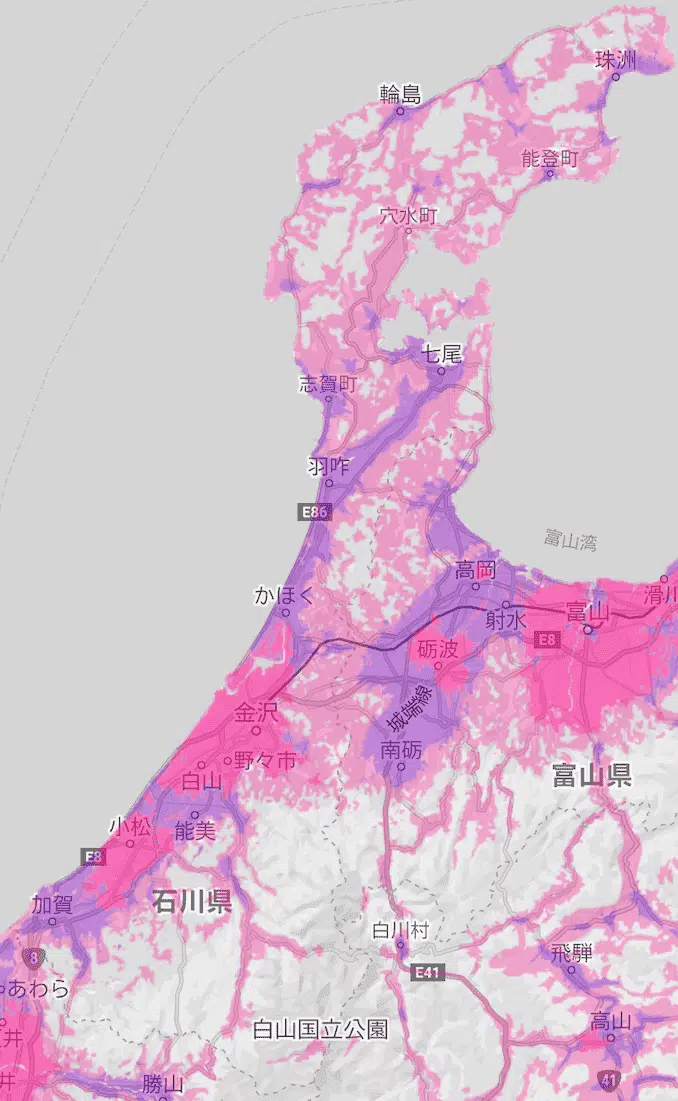 珠洲
輪島
能登町
穴水町
七尾
志賀町
羽咋
E86
富山湾
高岡
かほく
滑川
射水
富山
E8
砺波
城端線
金沢
南砺
野々市
富山県
白山
小松
能美
E8
石川県
加賀
白川村
飛騨
8
E41
あわら
高山
白山国立公園
井
井
41
勝山